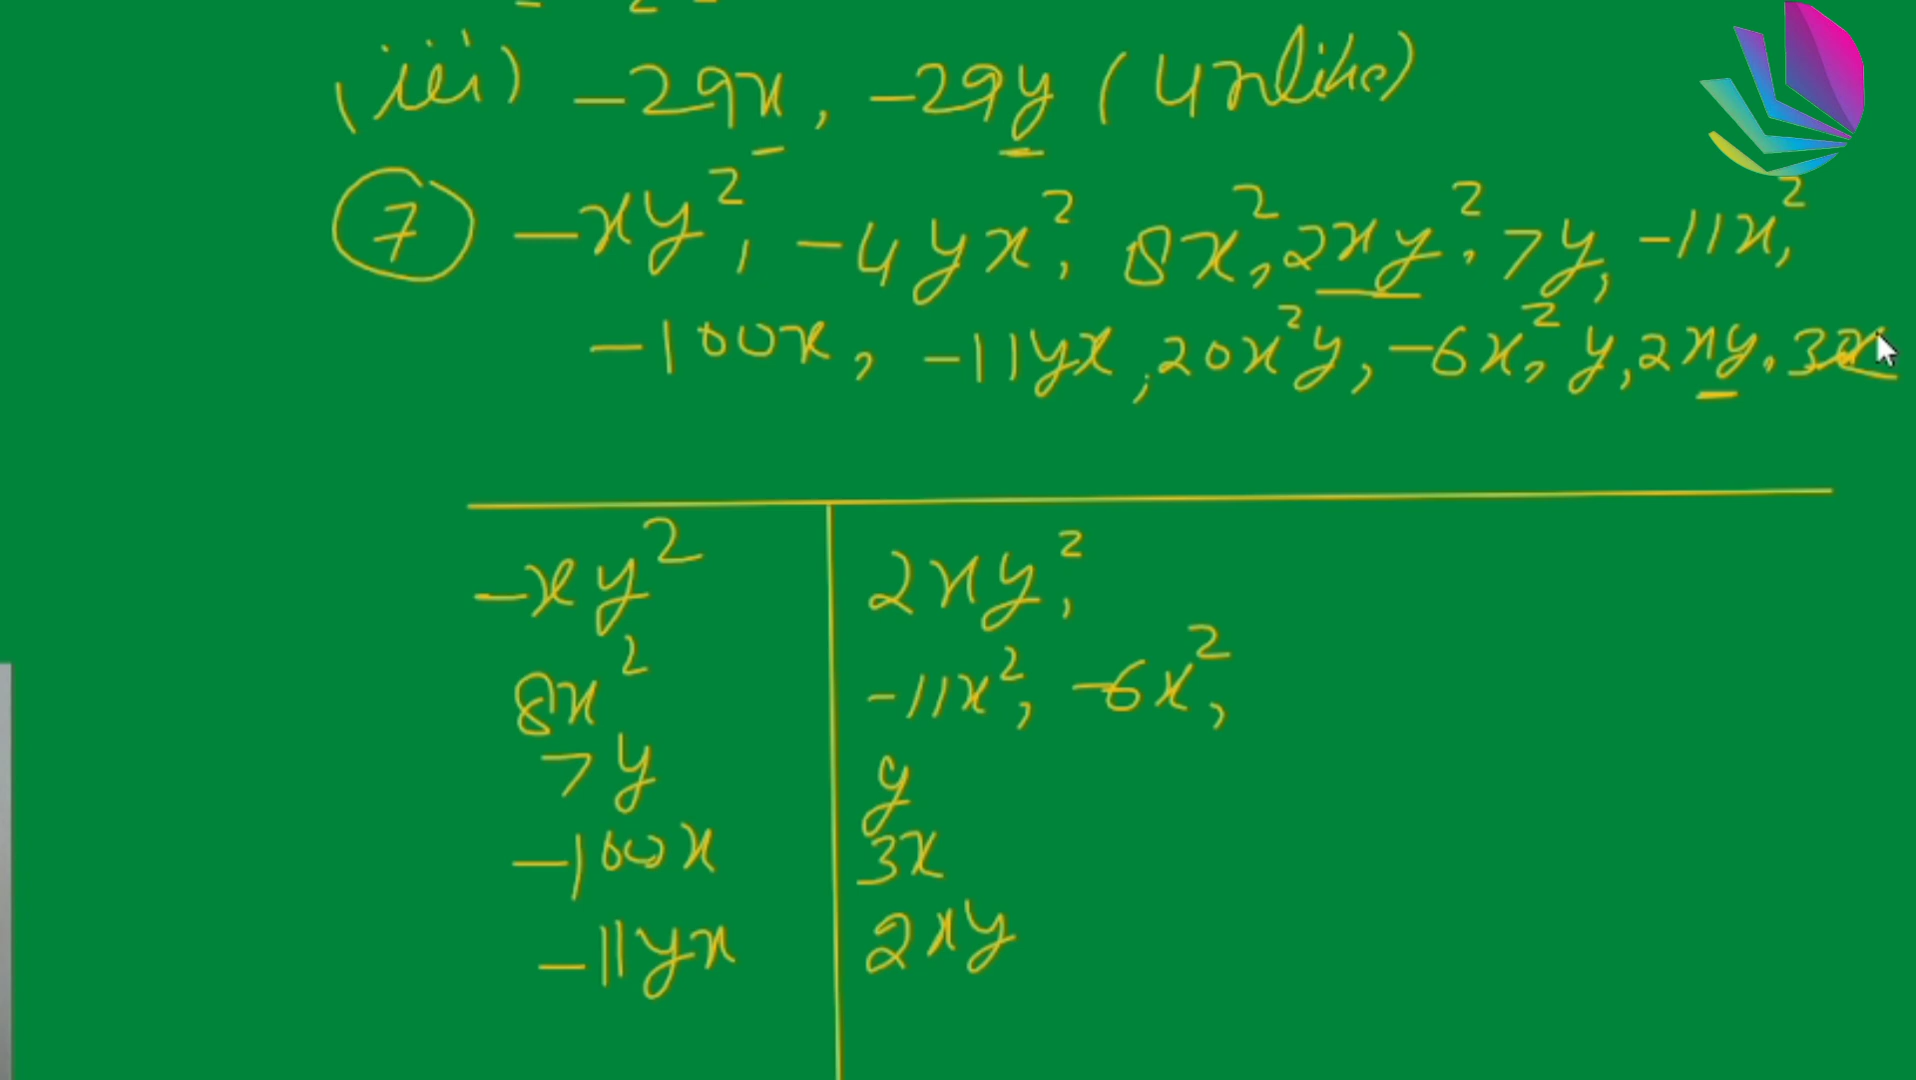 (iii) -29x, -29y (Unlike)
7 -xy², -4yx², 8x², 2xy², 7y, -11x²,
-100x, -11yx, 20x²y, -6x², y, 2xy, 3x
-xy² 2xy²,
8x² -11x², -6x²,
7y y
-100x 3x
-11yx 2xy